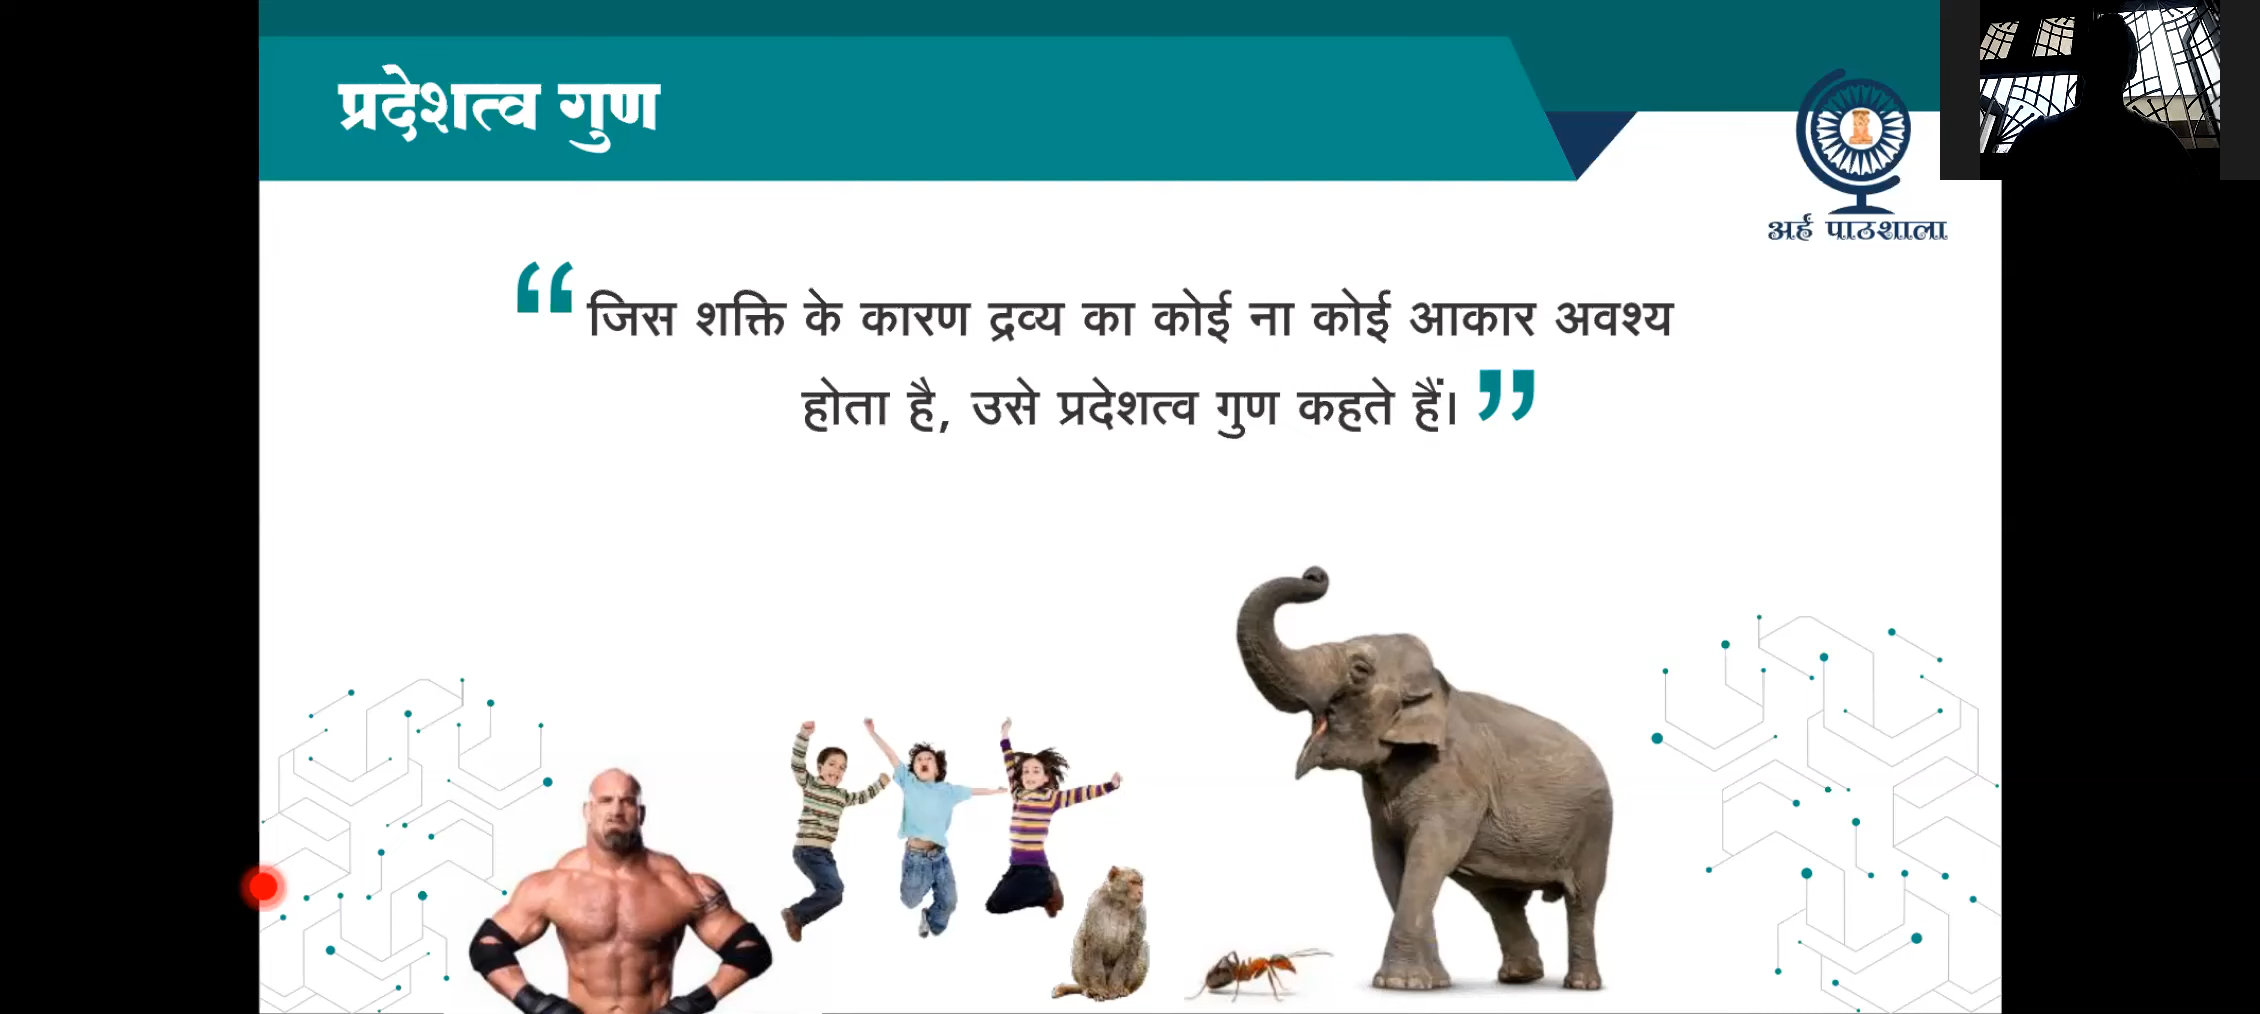 प्रदेशत्व गुण
अर्हं पाठशाला
“जिस शक्ति के कारण द्रव्य का कोई ना कोई आकार अवश्य
होता है, उसे प्रदेशत्व गुण कहते हैं।”